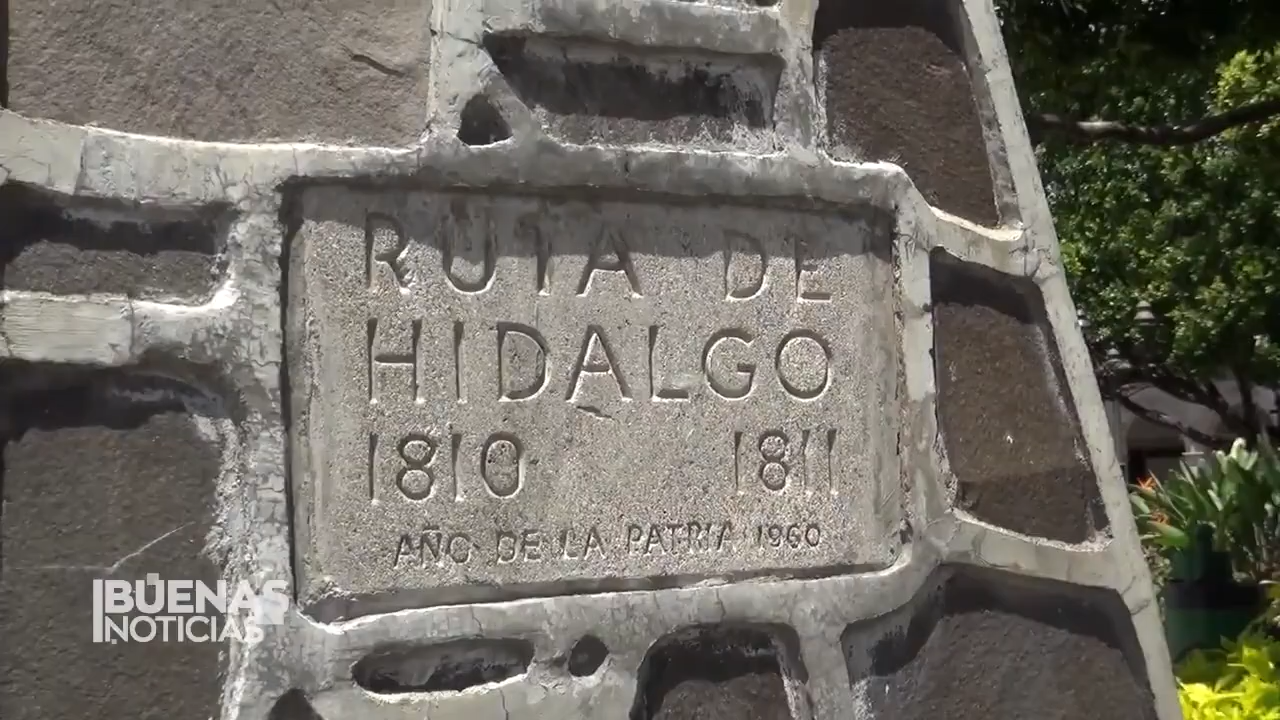 RUTA DE
HIDALGO
1810 1811
AÑO DE LA PATRIA 1960
BUENAS
NOTICIAS